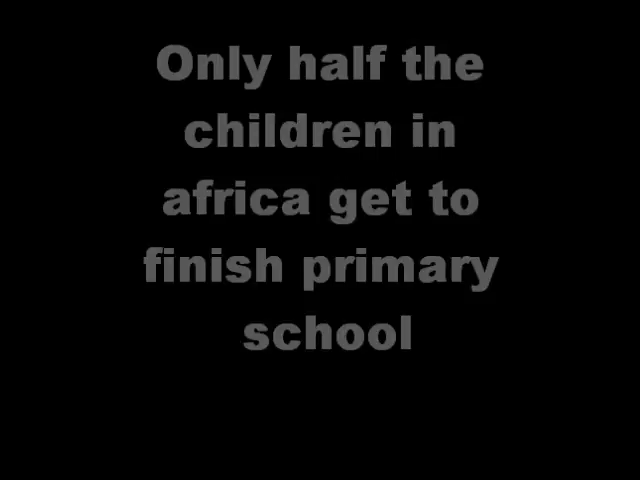 Only half the
children in
africa get to
finish primary
school